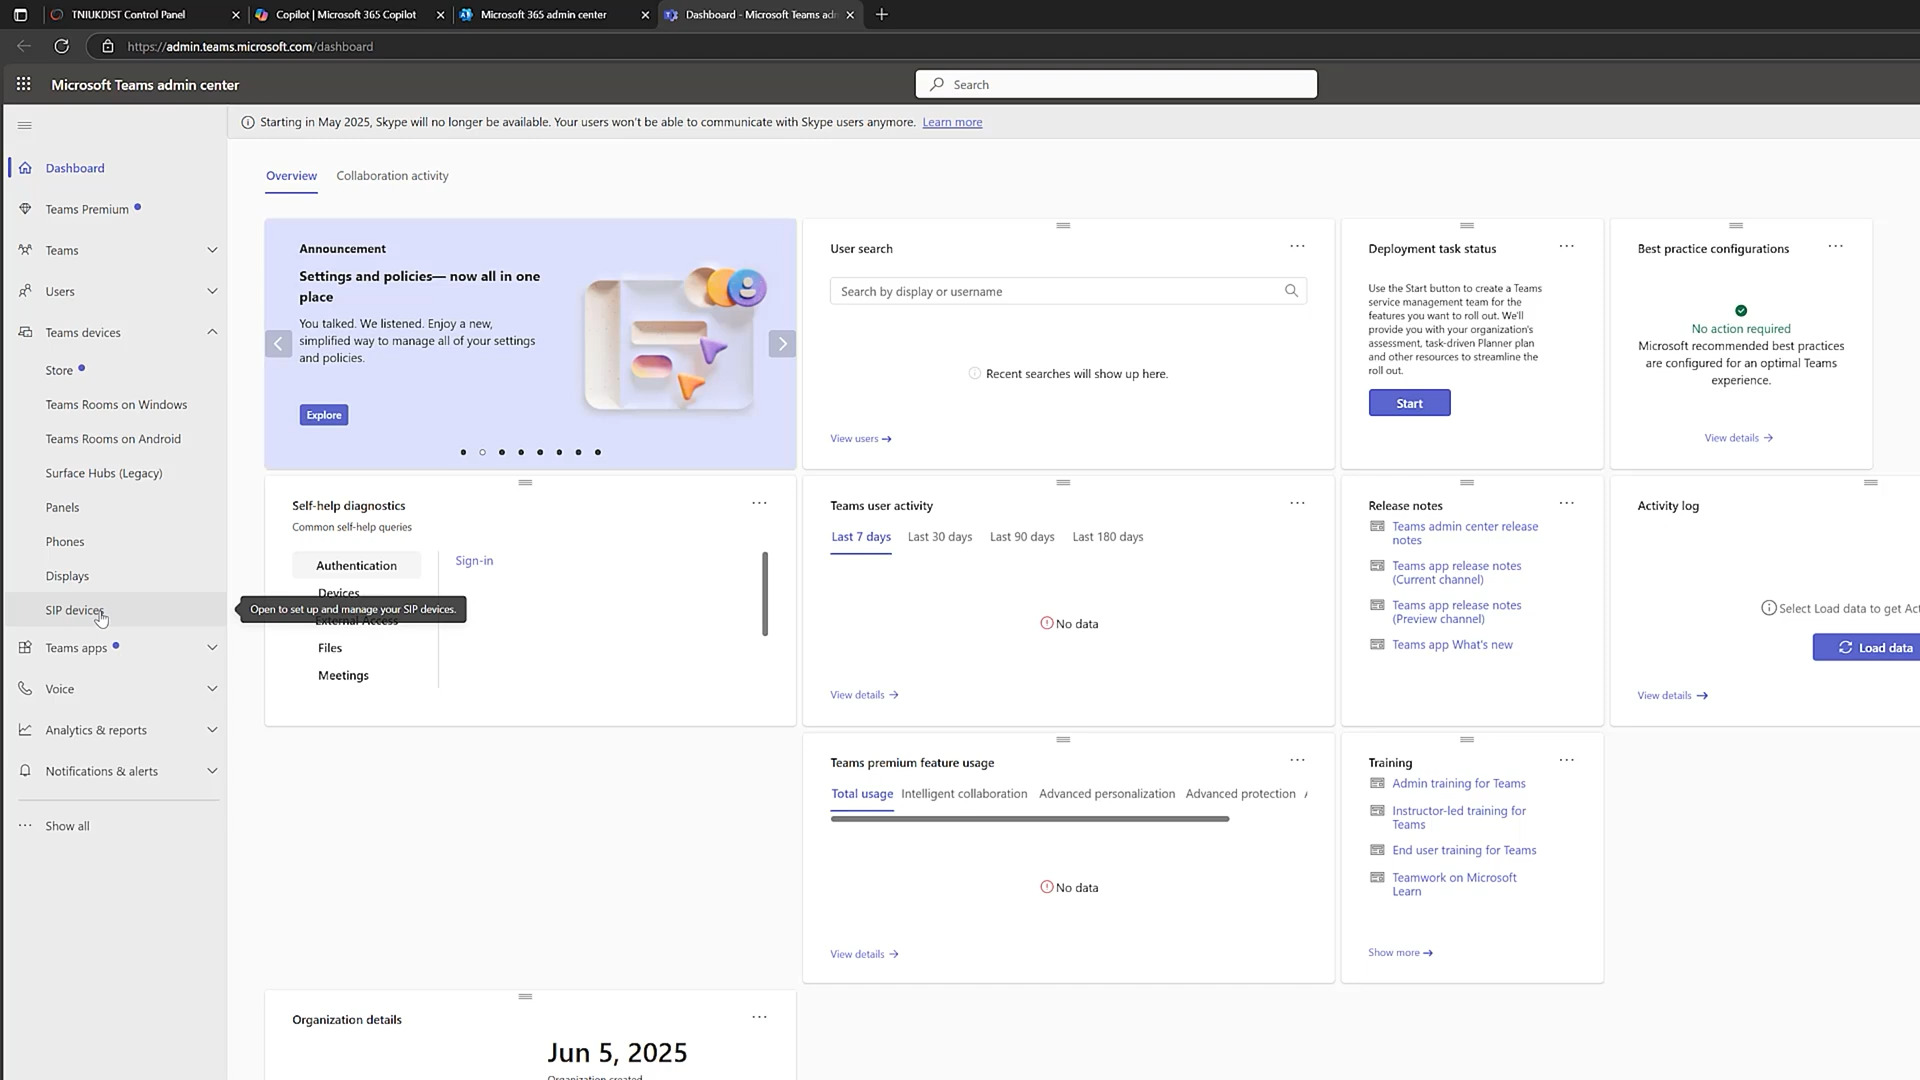 TNIUKDIST Control Panel
Copilot | Microsoft 365 Copilot
Microsoft 365 admin center
Dashboard - Microsoft Teams ad
https://admin.teams.microsoft.com/dashboard
Microsoft Teams admin center
Search
Starting in May 2025, Skype will no longer be available. Your users won't be able to communicate with Skype users anymore. Learn more
Dashboard
Teams Premium
Teams
Users
Teams devices
Store
Teams Rooms on Windows
Teams Rooms on Android
Surface Hubs (Legacy)
Panels
Phones
Displays
SIP devices
Open to set up and manage your SIP devices.
Teams apps
Voice
Analytics & reports
Notifications & alerts
Show all
Overview
Collaboration activity
Announcement
Settings and policies— now all in one
place
You talked. We listened. Enjoy a new,
simplified way to manage all of your settings
and policies.
Explore
User search
Search by display or username
Recent searches will show up here.
View users
Deployment task status
Use the Start button to create a Teams
service management team for the
features you want to roll out. We'll
provide you with your organization's
assessment, task-driven Planner plan
and other resources to streamline the
roll out.
Start
Best practice configurations
No action required
Microsoft recommended best practices
are configured for an optimal Teams
experience.
View details
Self-help diagnostics
Common self-help queries
Authentication
Devices
External Access
Files
Meetings
Sign-in
Teams user activity
Last 7 days
Last 30 days
Last 90 days
Last 180 days
No data
View details
Release notes
Teams admin center release
notes
Teams app release notes
(Current channel)
Teams app release notes
(Preview channel)
Teams app What's new
Activity log
Select Load data to get Act
Load data
View details
Teams premium feature usage
Total usage
Intelligent collaboration
Advanced personalization
Advanced protection
No data
View details
Training
Admin training for Teams
Instructor-led training for
Teams
End user training for Teams
Teamwork on Microsoft
Learn
Show more
Organization details
Jun 5, 2025
Organization created